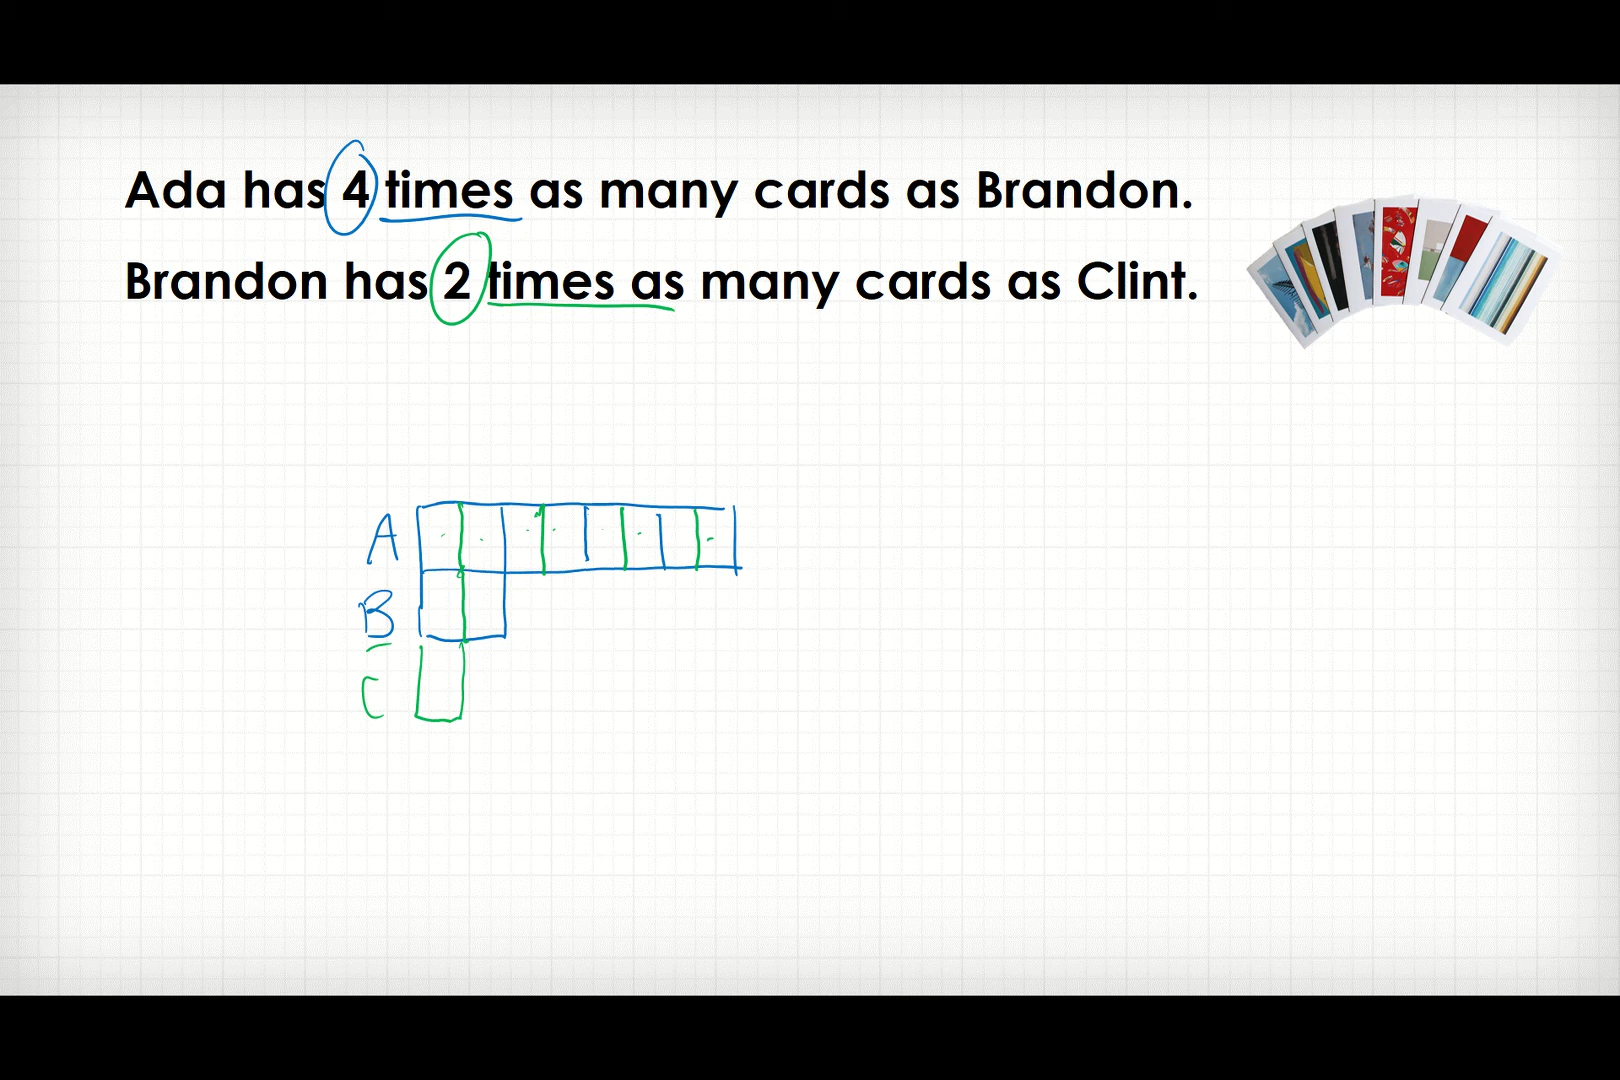 Ada has 4 times as many cards as Brandon.
Brandon has 2 times as many cards as Clint.
A
B
C